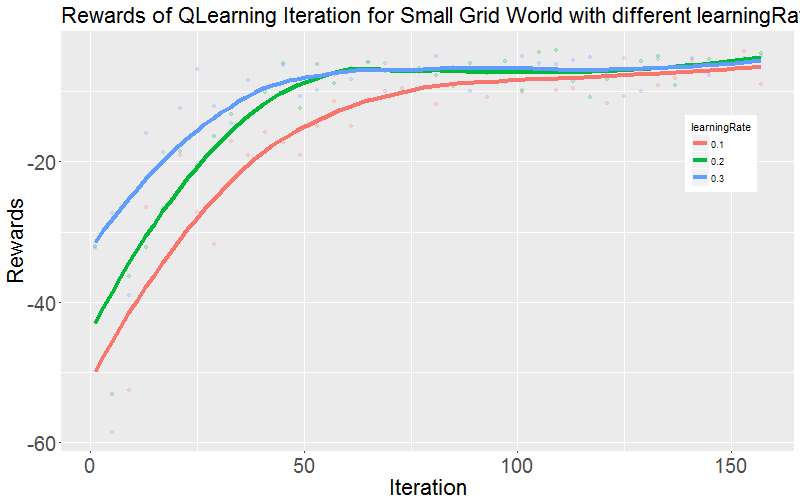 Rewards of QLearning Iteration for Small Grid World with different learningRa
learningRate
0.1
0.2
0.3
Rewards
-20
-40
-60
0 50 100 150
Iteration